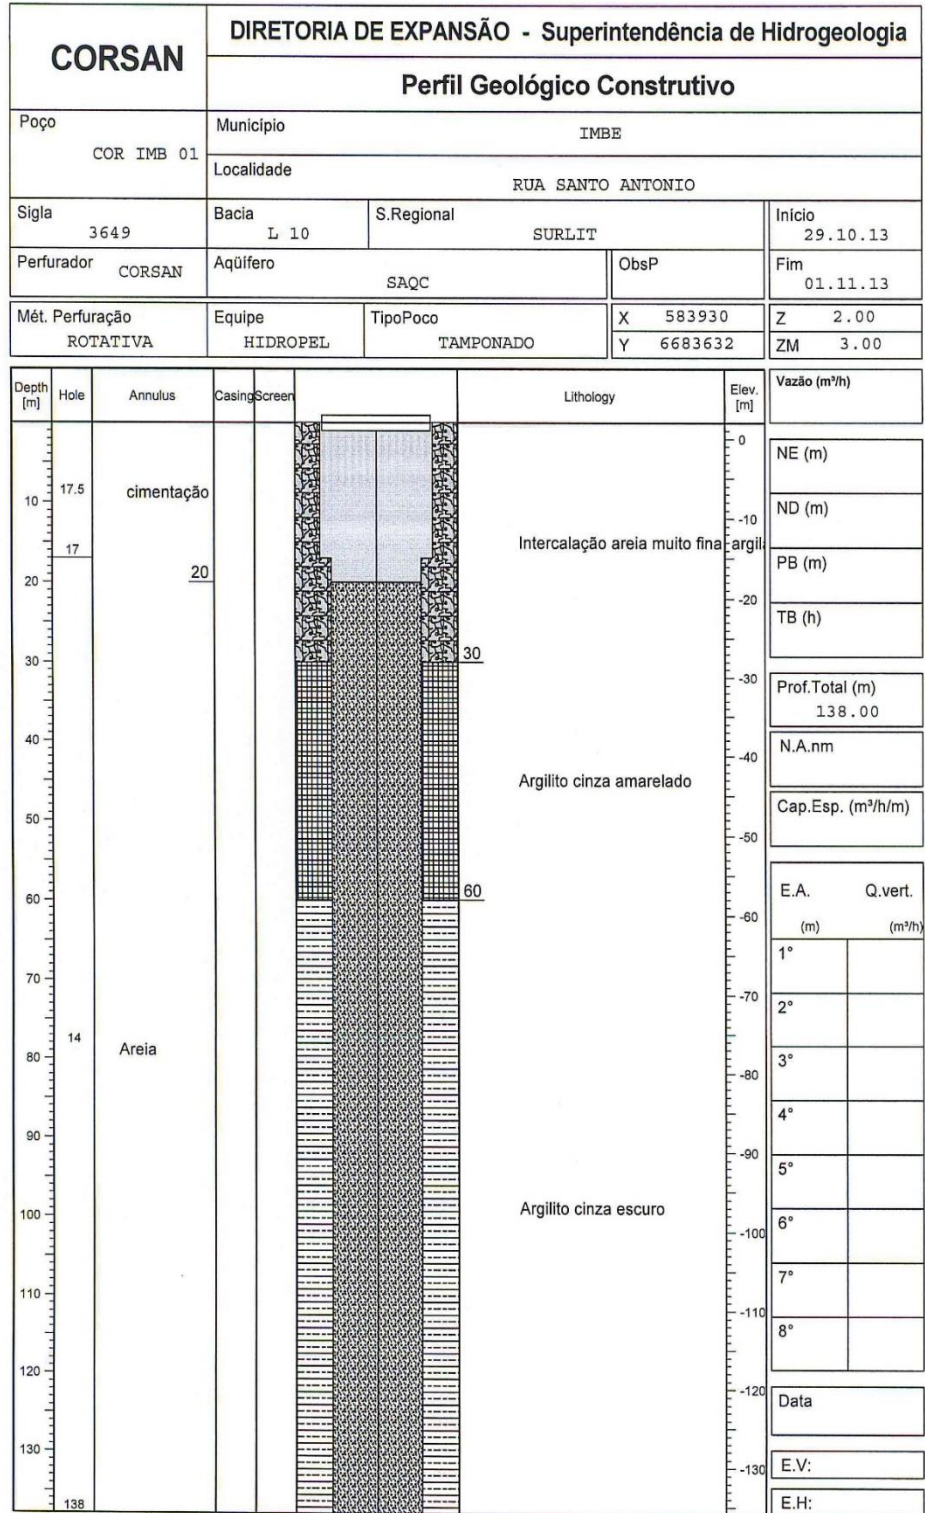 CORSAN
DIRETORIA DE EXPANSÃO - Superintendência de Hidrogeologia
Perfil Geológico Construtivo
Poço
COR IMB 01
Município
IMBE
Localidade
RUA SANTO ANTONIO
Sigla
3649
Bacia
L 10
S.Regional
SURLIT
Início
29.10.13
Perfurador
CORSAN
Aqüífero
SAQC
ObsP
Fim
01.11.13
Mét. Perfuração
ROTATIVA
Equipe
HIDROPEL
TipoPoco
TAMPONADO
X 583930
Y 6683632
Z 2.00
ZM 3.00
Depth [m]
Hole
Annulus
Casing
Screen
Lithology
Elev. [m]
10
20
30
40
50
60
70
80
90
100
110
120
130
17.5
17
14
138
cimentação
20
Areia
30
60
Intercalação areia muito fina argil
Argilito cinza amarelado
Argilito cinza escuro
0
-10
-20
-30
-40
-50
-60
-70
-80
-90
-100
-110
-120
-130
Vazão (m³/h)
NE (m)
ND (m)
PB (m)
TB (h)
Prof.Total (m)
138.00
N.A.nm
Cap.Esp. (m³/h/m)
E.A. Q.vert.
(m) (m³/h)
1°
2°
3°
4°
5°
6°
7°
8°
Data
E.V:
E.H: